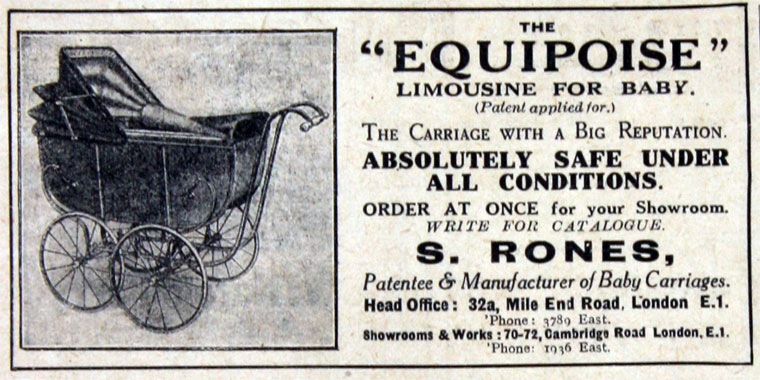 THE
"EQUIPOISE"
LIMOUSINE FOR BABY.
(Patent applied for.)
THE CARRIAGE WITH A BIG REPUTATION.
ABSOLUTELY SAFE UNDER
ALL CONDITIONS.
ORDER AT ONCE for your Showroom.
WRITE FOR CATALOGUE.
S. RONES,
Patentee & Manufacturer of Baby Carriages.
Head Office: 32a, Mile End Road, London E.1.
'Phone: 3789 East.
Showrooms & Works: 70-72, Cambridge Road London, E.1.
'Phone: 1936 East.